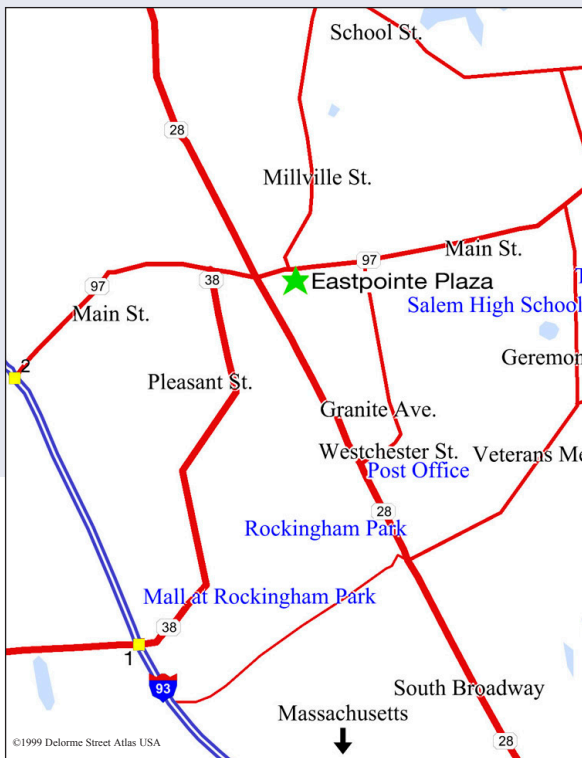 School St.
28
Millville St.
Main St.
97
38
Eastpointe Plaza
97
Main St.
T
Salem High School
2
Geremon
Pleasant St.
Granite Ave.
Westchester St.
Veterans Me
Post Office
28
Rockingham Park
Mall at Rockingham Park
38
1
93
South Broadway
Massachusetts
28
©1999 Delorme Street Atlas USA